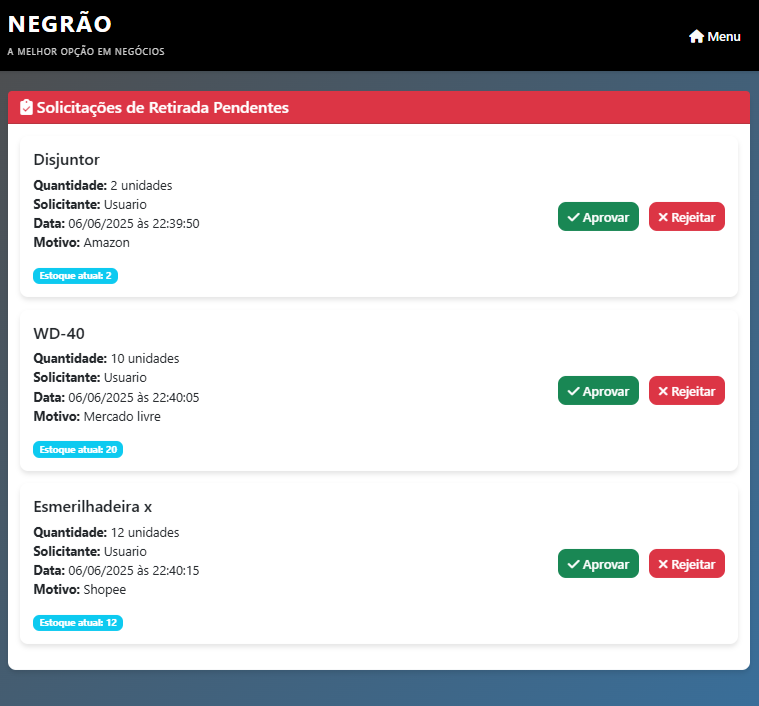 NEGRÃO
A MELHOR OPÇÃO EM NEGÓCIOS
Menu
Solicitações de Retirada Pendentes
Disjuntor
Quantidade: 2 unidades
Solicitante: Usuario
Data: 06/06/2025 às 22:39:50
Motivo: Amazon
Estoque atual: 2
Aprovar
Rejeitar
WD-40
Quantidade: 10 unidades
Solicitante: Usuario
Data: 06/06/2025 às 22:40:05
Motivo: Mercado livre
Estoque atual: 20
Aprovar
Rejeitar
Esmerilhadeira x
Quantidade: 12 unidades
Solicitante: Usuario
Data: 06/06/2025 às 22:40:15
Motivo: Shopee
Estoque atual: 12
Aprovar
Rejeitar